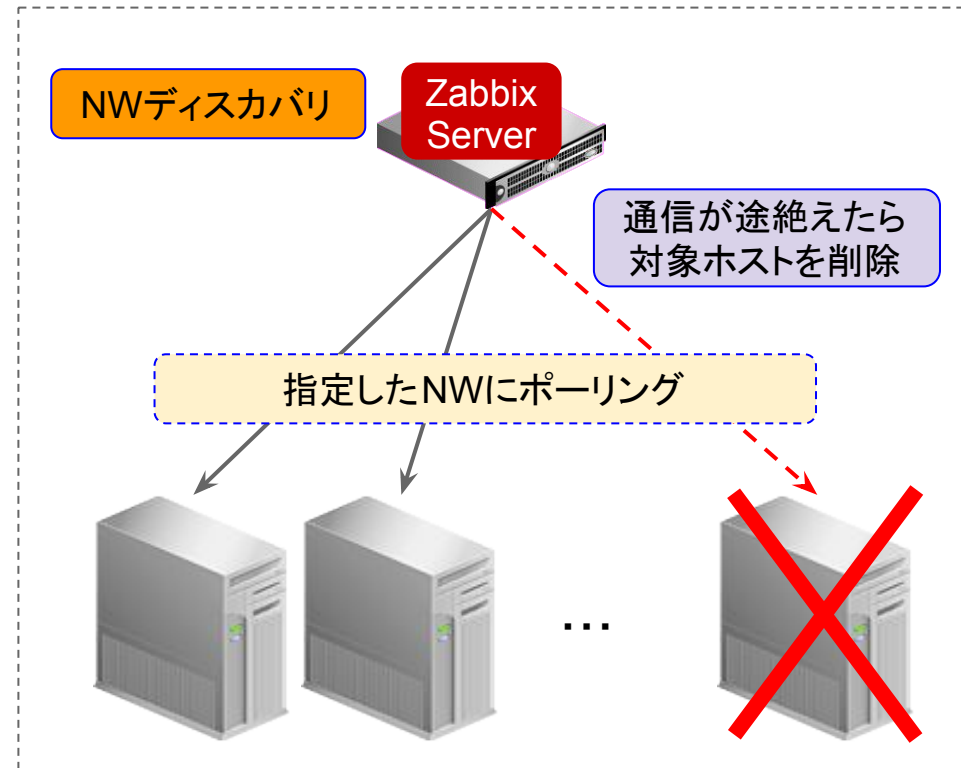 NWディスカバリ
Zabbix
Server
通信が途絶えたら
対象ホストを削除
指定したNWにポーリング
…